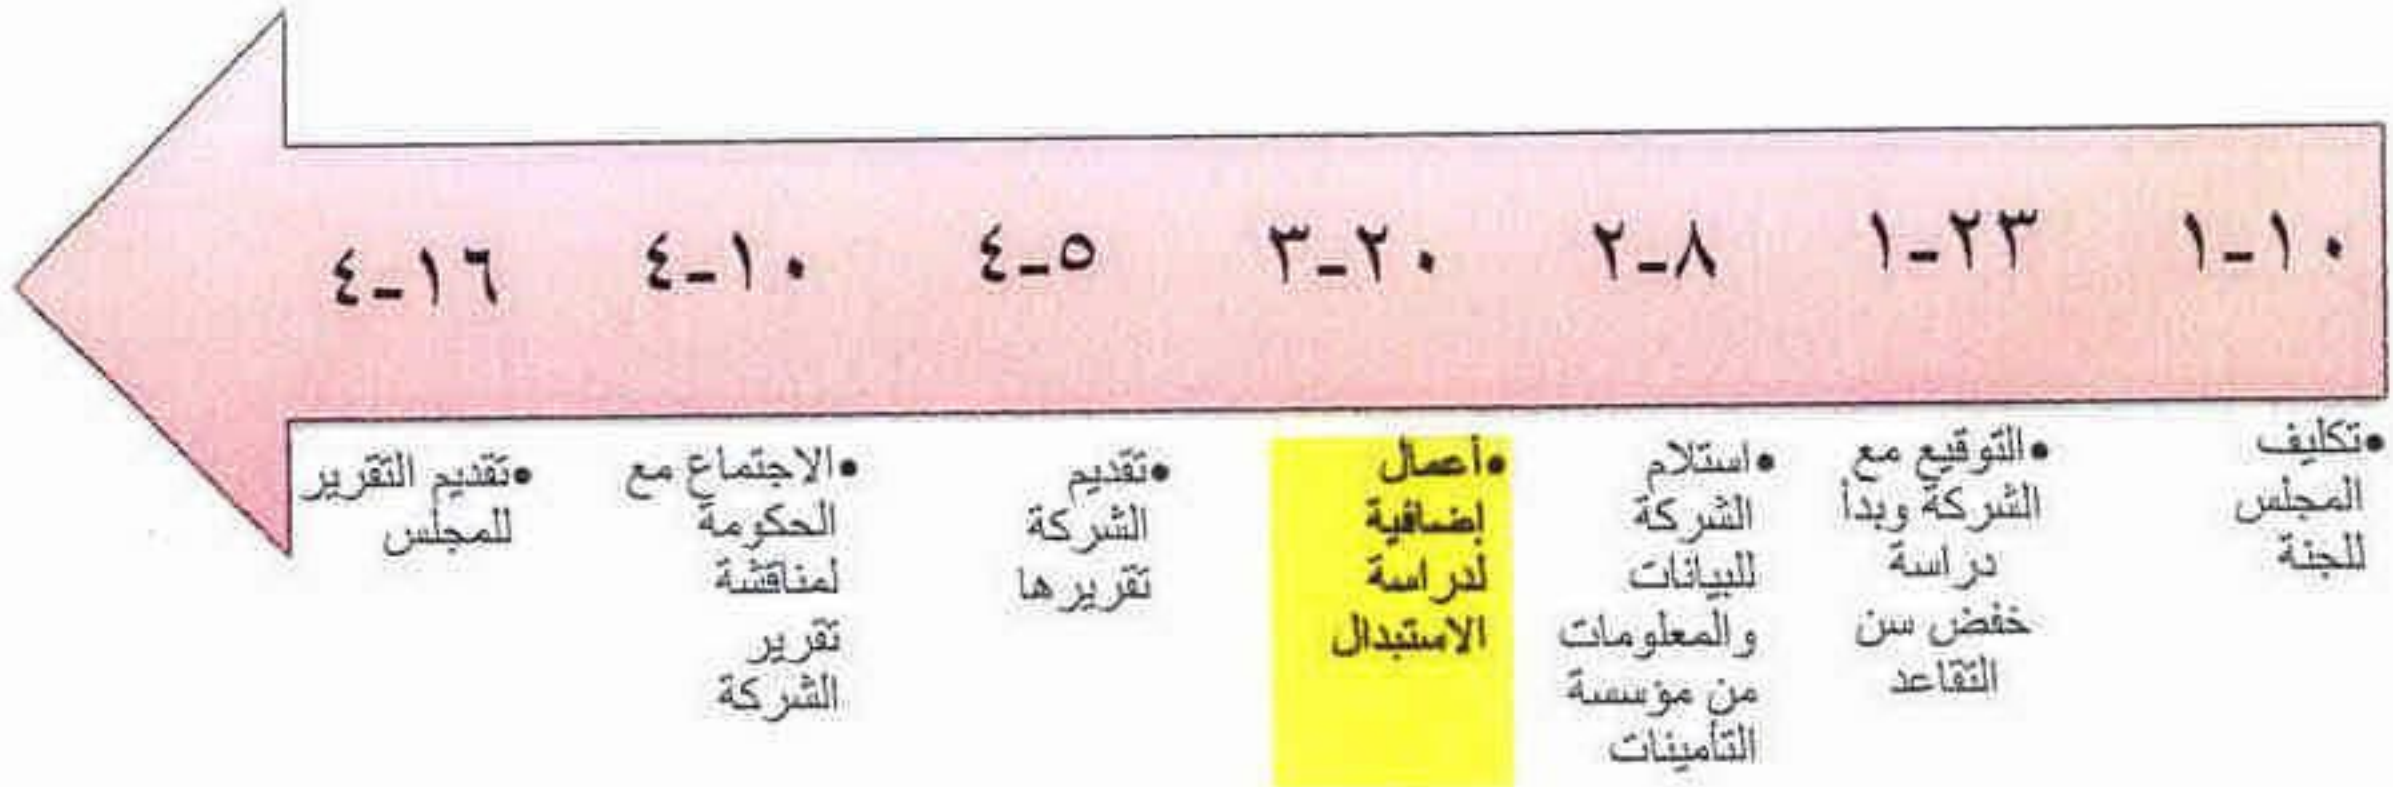 ١٠-١
٢٣-١
٨-٢
٢٠-٣
٥-٤
١٠-٤
١٦-٤
•تكليف
المجلس
للجنة
•التوقيع مع
الشركة وبدأ
دراسة
خفض سن
التقاعد
•استلام
الشركة
للبيانات
والمعلومات
من مؤسسة
التأمينات
•أعمال
إضافية
لدراسة
الاستبدال
•تقديم
الشركة
تقريرها
•الاجتماع مع
الحكومة
لمناقشة
تقرير
الشركة
•تقديم التقرير
للمجلس